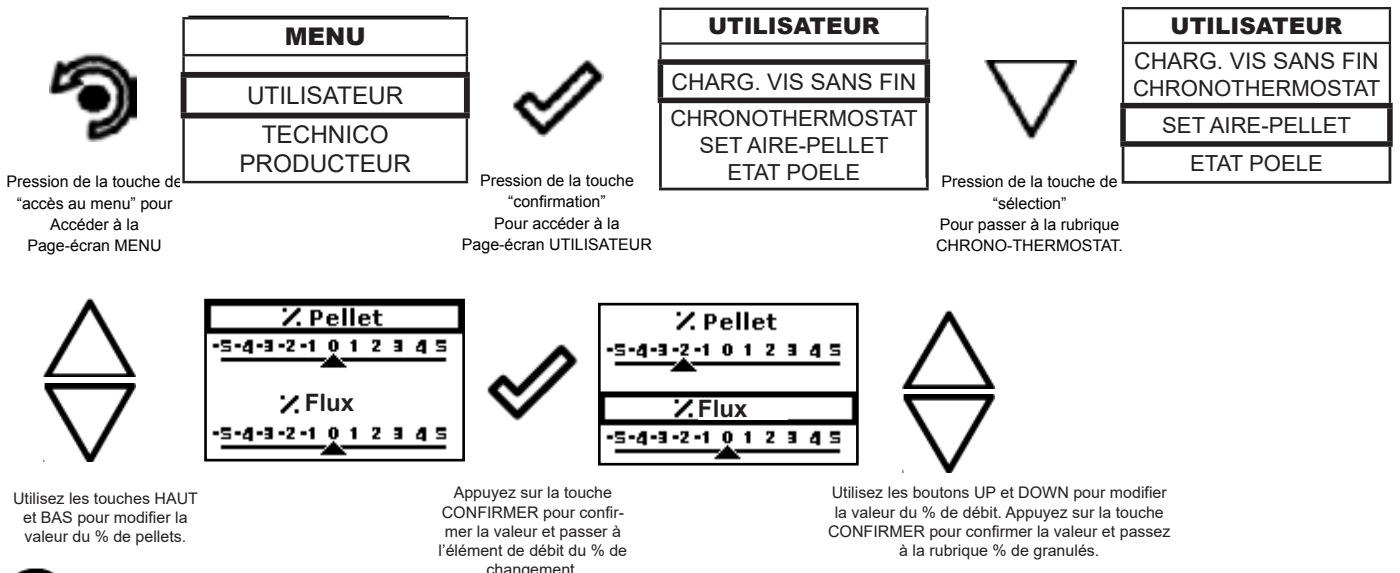 MENU
UTILISATEUR
TECHNICO
PRODUCTEUR
Pression de la touche de
“accès au menu” pour
Accéder à la
Page-écran MENU
UTILISATEUR
CHARG. VIS SANS FIN
CHRONOTHERMOSTAT
SET AIRE-PELLET
ETAT POELE
Pression de la touche
“confirmation”
Pour accéder à la
Page-écran UTILISATEUR
UTILISATEUR
CHARG. VIS SANS FIN
CHRONOTHERMOSTAT
SET AIRE-PELLET
ETAT POELE
Pression de la touche de
“sélection”
Pour passer à la rubrique
CHRONO-THERMOSTAT.
% Pellet
-5-4-3-2-1 0 1 2 3 4 5
% Flux
-5-4-3-2-1 0 1 2 3 4 5
Utilisez les touches HAUT
et BAS pour modifier la
valeur du % de pellets.
% Pellet
-5-4-3-2-1 0 1 2 3 4 5
% Flux
-5-4-3-2-1 0 1 2 3 4 5
Appuyez sur la touche
CONFIRMER pour confir-
mer la valeur et passer à
l’élément de débit du % de
changement
Utilisez les boutons UP et DOWN pour modifier
la valeur du % de débit. Appuyez sur la touche
CONFIRMER pour confirmer la valeur et passez
à la rubrique % de granulés.